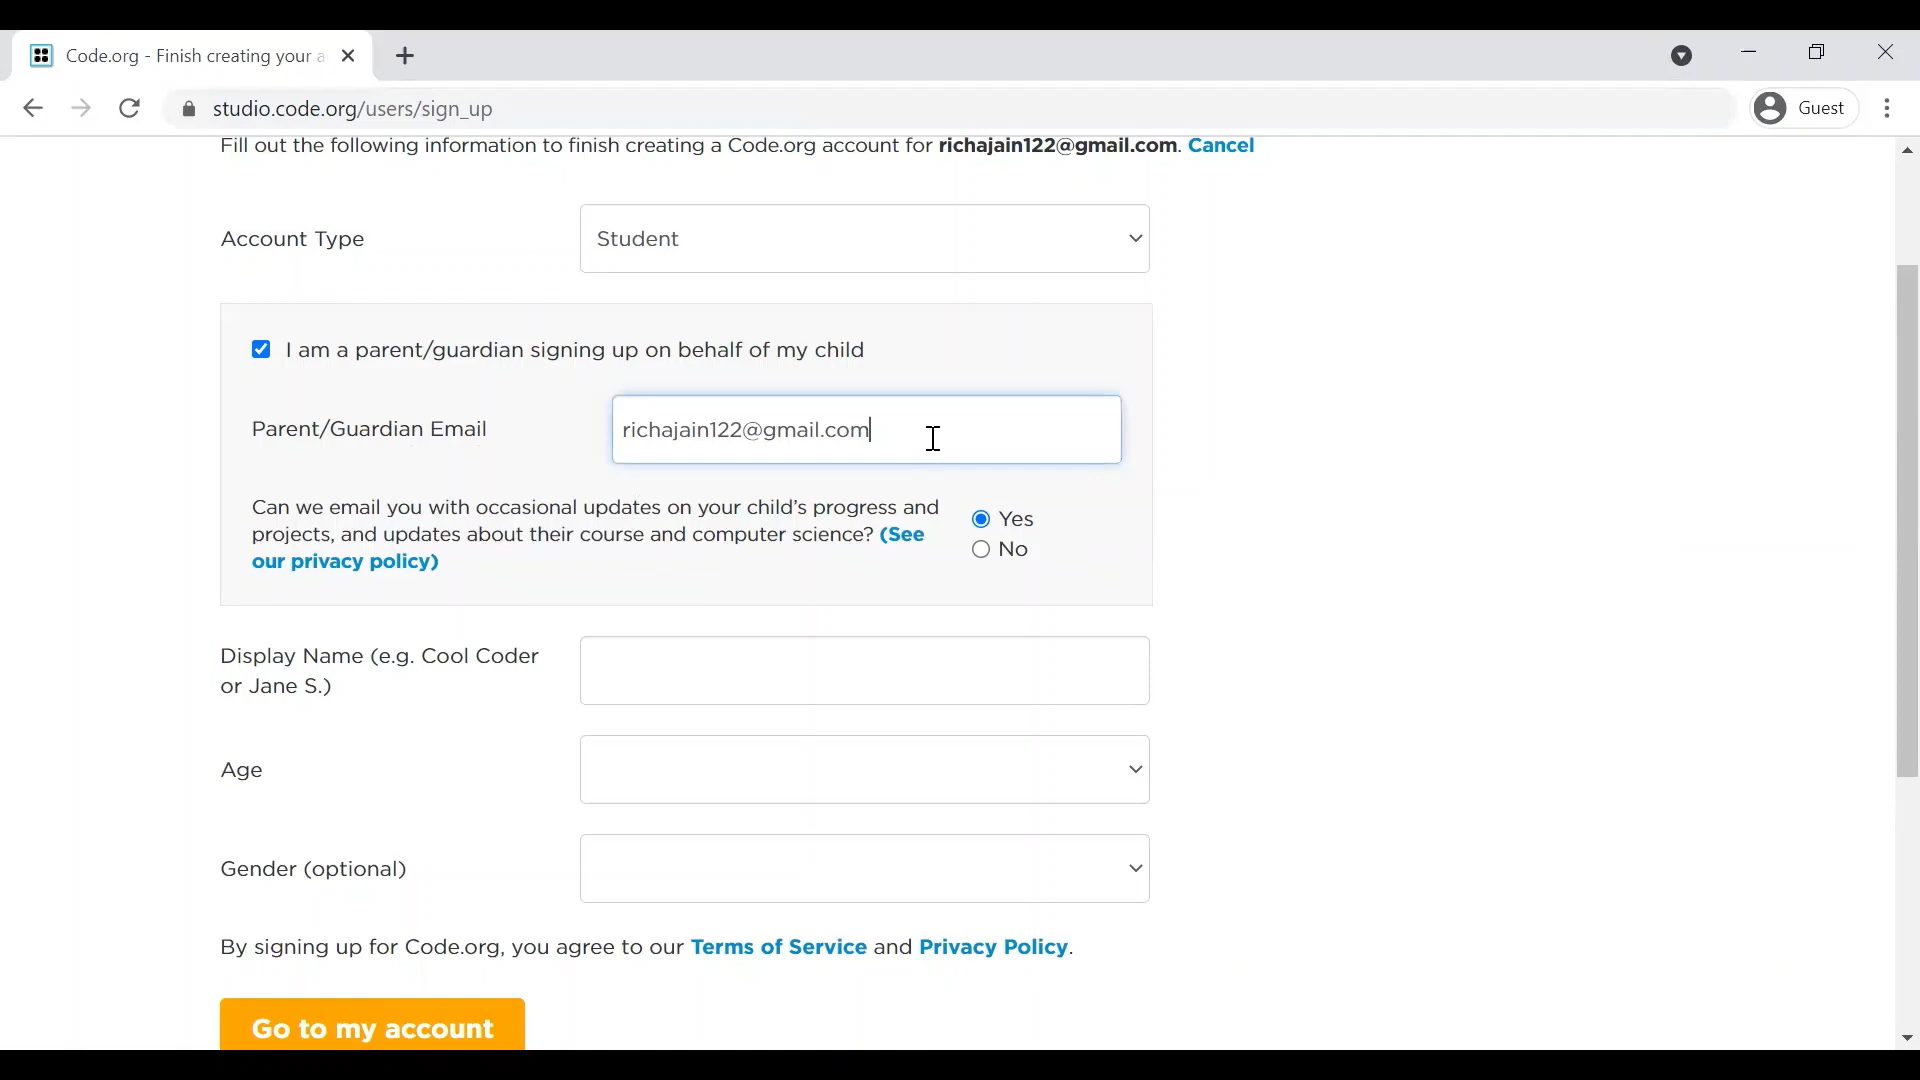 Code.org - Finish creating your a
studio.code.org/users/sign_up
Guest
Fill out the following information to finish creating a Code.org account for richajain122@gmail.com. Cancel
Account Type
Student
I am a parent/guardian signing up on behalf of my child
Parent/Guardian Email
richajain122@gmail.com
Can we email you with occasional updates on your child's progress and
projects, and updates about their course and computer science? (See
our privacy policy)
Yes
No
Display Name (e.g. Cool Coder
or Jane S.)
Age
Gender (optional)
By signing up for Code.org, you agree to our Terms of Service and Privacy Policy.
Go to my account